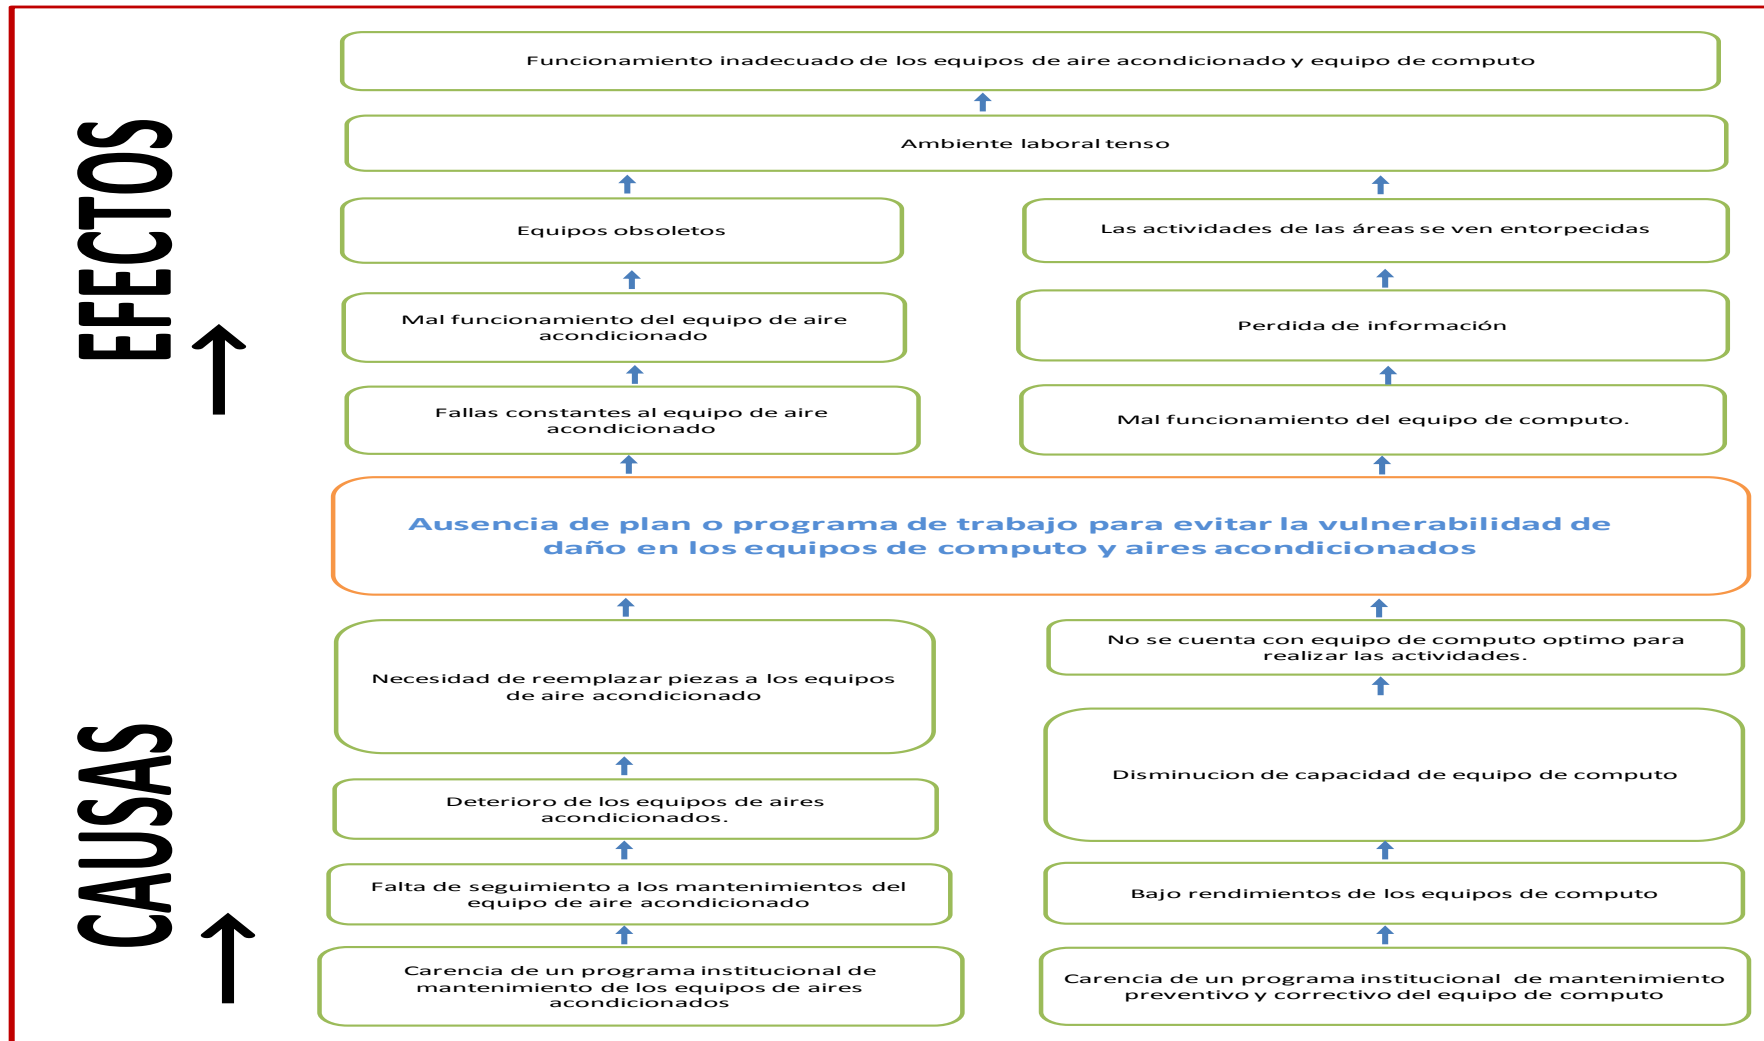 EFECTOS
Funcionamiento inadecuado de los equipos de aire acondicionado y equipo de computo
Ambiente laboral tenso
Equipos obsoletos
Las actividades de las áreas se ven entorpecidas
Mal funcionamiento del equipo de aire
acondicionado
Perdida de información
Fallas constantes al equipo de aire
acondicionado
Mal funcionamiento del equipo de computo.
Ausencia de plan o programa de trabajo para evitar la vulnerabilidad de
daño en los equipos de computo y aires acondicionados
CAUSAS
Necesidad de reemplazar piezas a los equipos
de aire acondicionado
No se cuenta con equipo de computo optimo para
realizar las actividades.
Disminucion de capacidad de equipo de computo
Deterioro de los equipos de aires
acondicionados.
Falta de seguimiento a los mantenimientos del
equipo de aire acondicionado
Bajo rendimientos de los equipos de computo
Carencia de un programa institucional de
mantenimiento de los equipos de aires
acondicionados
Carencia de un programa institucional de mantenimiento
preventivo y correctivo del equipo de computo